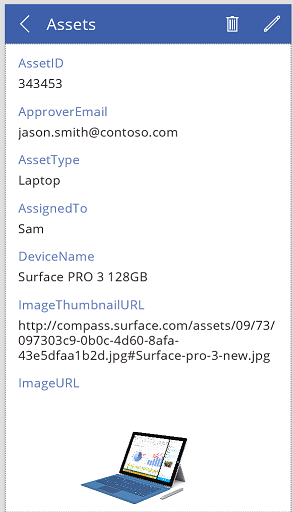 Assets
AssetID
343453
ApproverEmail
jason.smith@contoso.com
AssetType
Laptop
AssignedTo
Sam
DeviceName
Surface PRO 3 128GB
ImageThumbnailURL
http://compass.surface.com/assets/09/73/
097303c9-0b0c-4d60-8afa-
43e5dfaa1b2d.jpg#Surface-pro-3-new.jpg
ImageURL